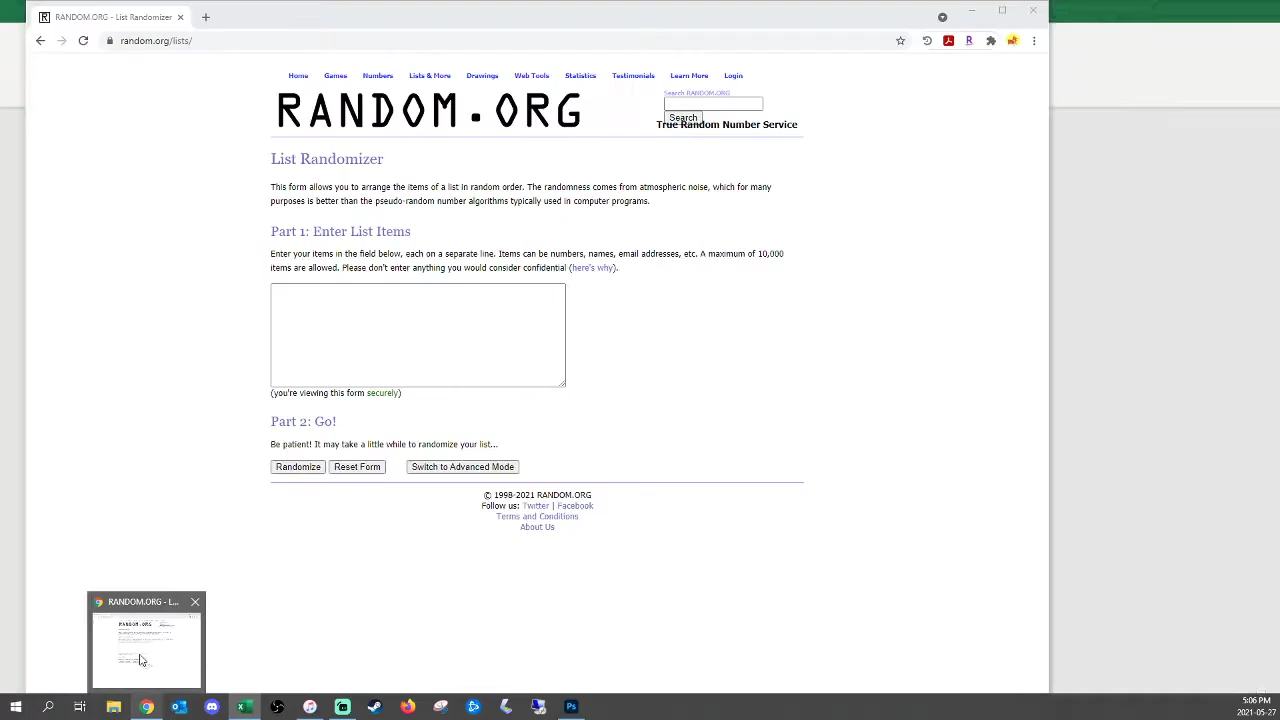 RANDOM.ORG - List Randomizer
random.org/lists/
Home Games Numbers Lists & More Drawings Web Tools Statistics Testimonials Learn More Login
RANDOM.ORG
Search RANDOM.ORG
Search
True Random Number Service
List Randomizer
This form allows you to arrange the items of a list in random order. The randomness comes from atmospheric noise, which for many
purposes is better than the pseudo-random number algorithms typically used in computer programs.
Part 1: Enter List Items
Enter your items in the field below, each on a separate line. Items can be numbers, names, email addresses, etc. A maximum of 10,000
items are allowed. Please don't enter anything you would consider confidential (here's why).
(you're viewing this form securely)
Part 2: Go!
Be patient! It may take a little while to randomize your list...
Randomize Reset Form Switch to Advanced Mode
© 1998-2021 RANDOM.ORG
Follow us: Twitter | Facebook
Terms and Conditions
About Us
RANDOM.ORG - L...
RANDOM.ORG
Ps
5:06 PM
2021-05-27